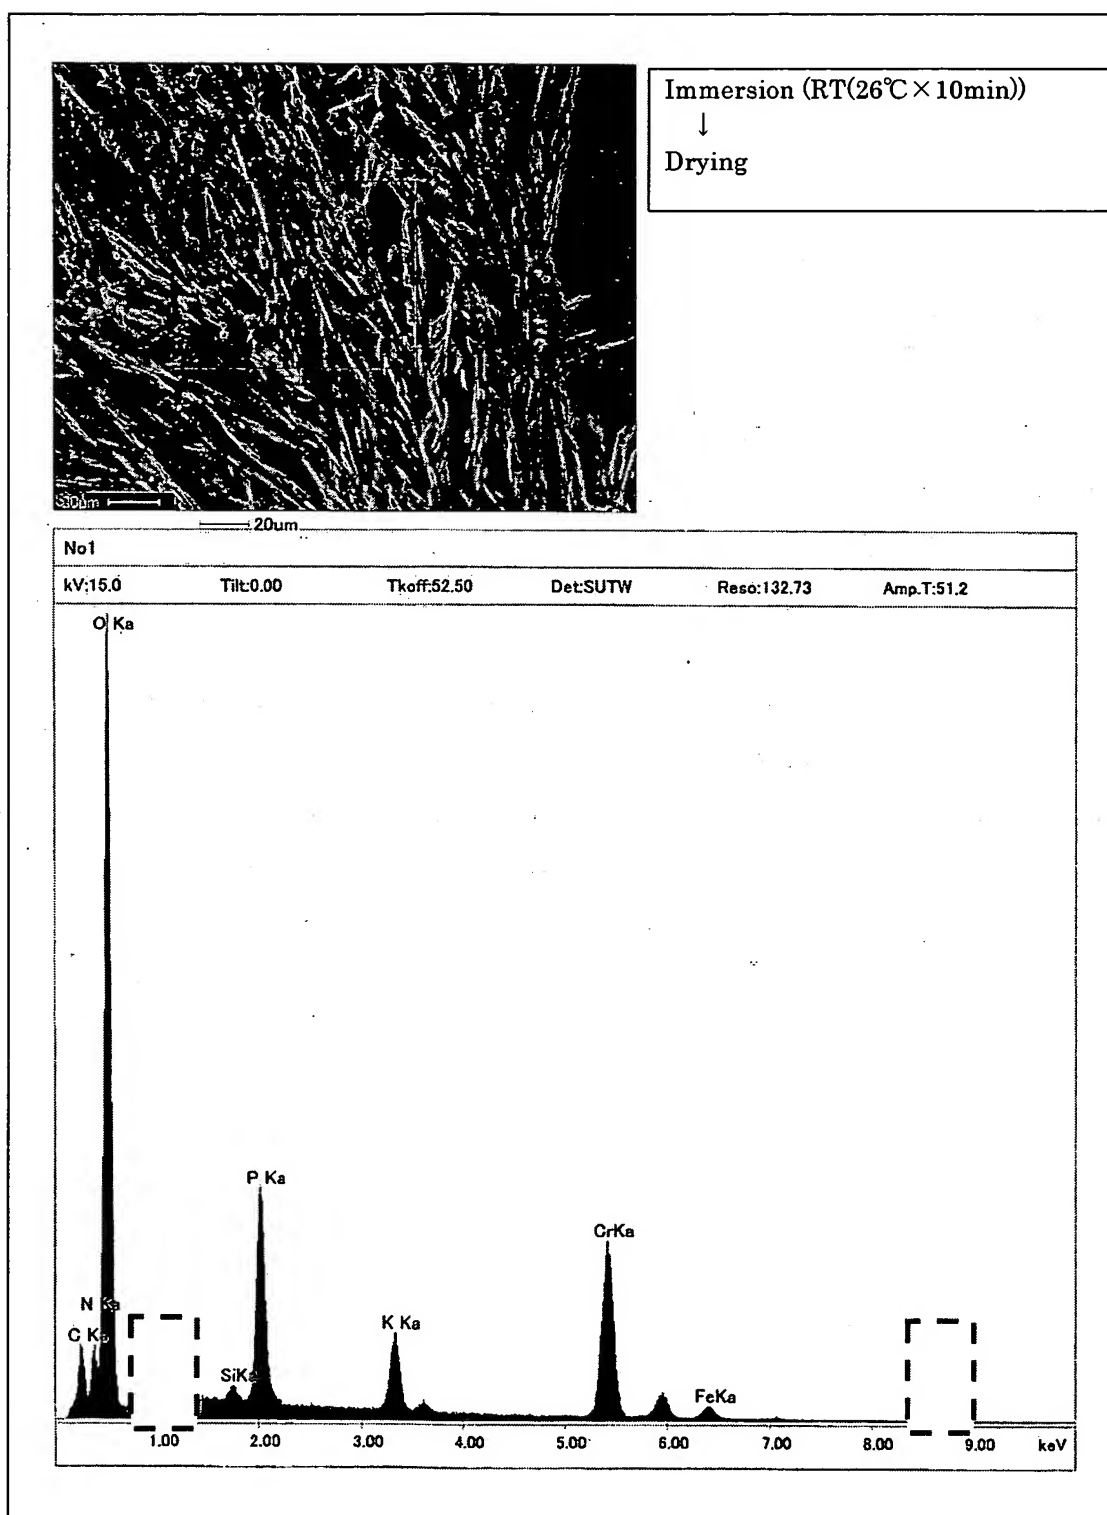 Immersion (RT(26℃×10min))
↓
Drying
30um
20um
No1
kV:15.0 Tilt:0.00 Tkoff:52.50 Det:SUTW Reso:132.73 Amp.T:51.2
O Ka
P Ka
CrKa
N Ka
K Ka
C Ka
SiKa
FeKa
1.00 2.00 3.00 4.00 5.00 6.00 7.00 8.00 9.00 keV